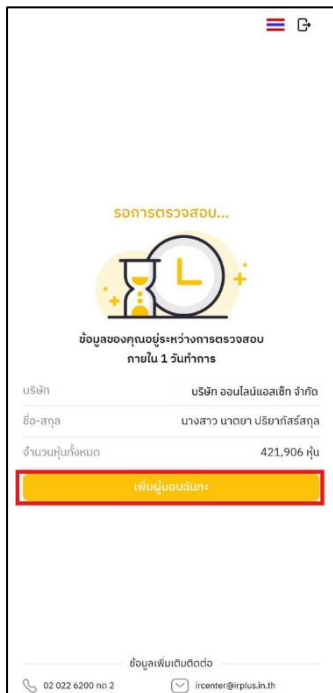 รอการตรวจสอบ...
ข้อมูลของคุณอยู่ระหว่างการตรวจสอบ
ภายใน 1 วันทำการ
บริษัท บริษัท ออนไลน์แอสเซ็ท จำกัด
ชื่อ-สกุล นางสาว นาตยา ปริยาภัสร์สกุล
จำนวนหุ้นทั้งหมด 421,906 หุ้น
เพิ่มผู้มอบฉันทะ
ข้อมูลเพิ่มเติมติดต่อ
02 022 6200 กด 2 ircenter@irplus.in.th